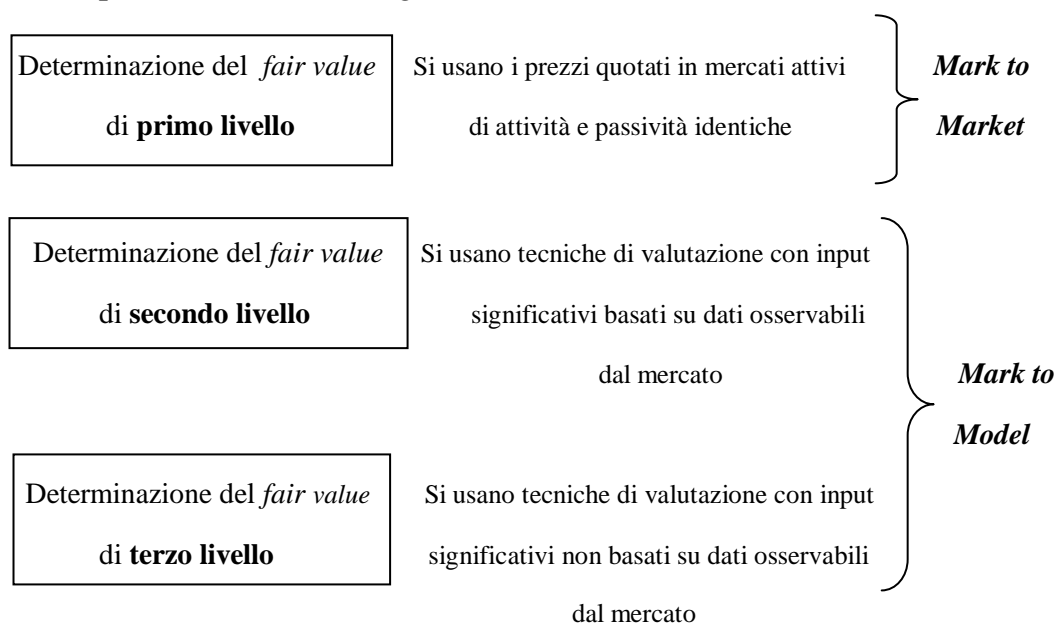 Determinazione del fair value
di primo livello
Si usano i prezzi quotati in mercati attivi
di attività e passività identiche
Mark to
Market
Determinazione del fair value
di secondo livello
Si usano tecniche di valutazione con input
significativi basati su dati osservabili
dal mercato
Mark to
Model
Determinazione del fair value
di terzo livello
Si usano tecniche di valutazione con input
significativi non basati su dati osservabili
dal mercato